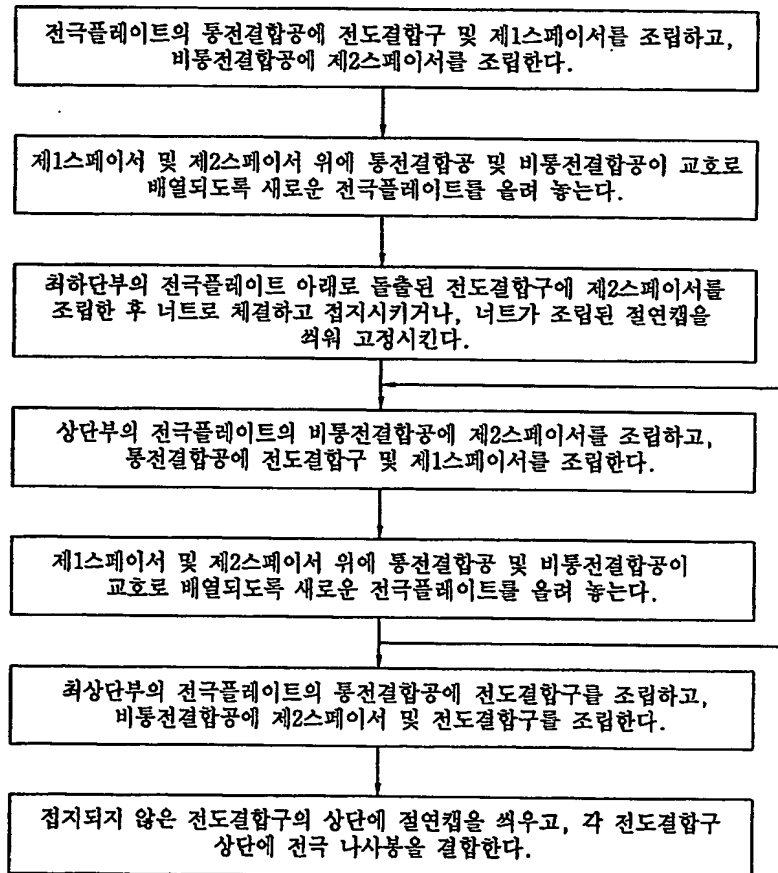 전극플레이트의 통전결합공에 전도결합구 및 제1스페이서를 조립하고,
비통전결합공에 제2스페이서를 조립한다.
제1스페이서 및 제2스페이서 위에 통전결합공 및 비통전결합공이 교호로
배열되도록 새로운 전극플레이트를 올려 놓는다.
최하단부의 전극플레이트 아래로 돌출된 전도결합구에 제2스페이서를
조립한 후 너트로 체결하고 접지시키거나, 너트가 조립된 절연캡을
씌워 고정시킨다.
상단부의 전극플레이트의 비통전결합공에 제2스페이서를 조립하고,
통전결합공에 전도결합구 및 제1스페이서를 조립한다.
제1스페이서 및 제2스페이서 위에 통전결합공 및 비통전결합공이
교호로 배열되도록 새로운 전극플레이트를 올려 놓는다.
최상단부의 전극플레이트의 통전결합공에 전도결합구를 조립하고,
비통전결합공에 제2스페이서 및 전도결합구를 조립한다.
접지되지 않은 전도결합구의 상단에 절연캡을 씌우고, 각 전도결합구
상단에 전극 나사봉을 결합한다.